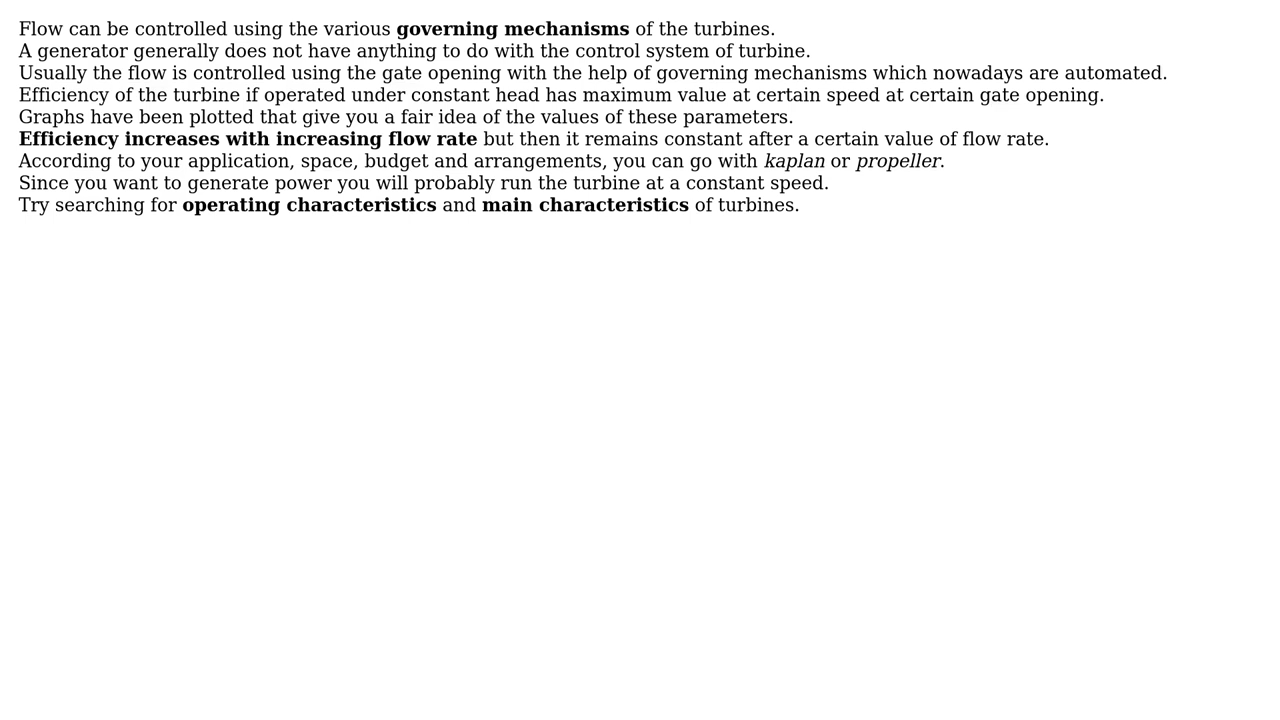 Flow can be controlled using the various governing mechanisms of the turbines.
A generator generally does not have anything to do with the control system of turbine.
Usually the flow is controlled using the gate opening with the help of governing mechanisms which nowadays are automated.
Efficiency of the turbine if operated under constant head has maximum value at certain speed at certain gate opening.
Graphs have been plotted that give you a fair idea of the values of these parameters.
Efficiency increases with increasing flow rate but then it remains constant after a certain value of flow rate.
According to your application, space, budget and arrangements, you can go with kaplan or propeller.
Since you want to generate power you will probably run the turbine at a constant speed.
Try searching for operating characteristics and main characteristics of turbines.